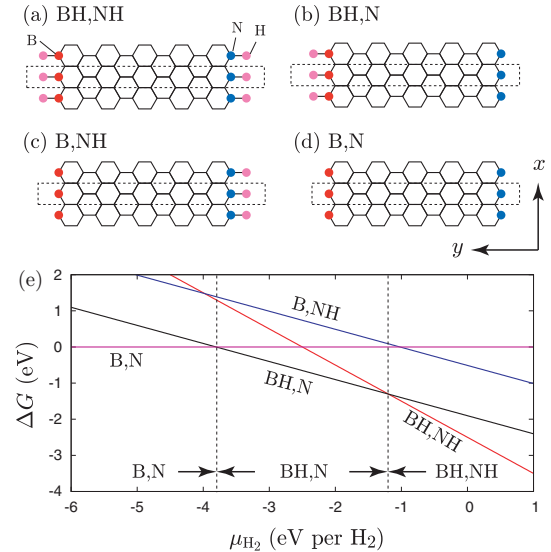 (a) BH,NH
(b) BH,N
B
N
H
(c) B,NH
(d) B,N
x
y
(e)
ΔG (eV)
2
1
0
-1
-2
-3
-4
B,NH
B,N
BH,N
BH,NH
B,N
BH,N
BH,NH
-6
-5
-4
-3
-2
-1
0
1
μH₂ (eV per H₂)